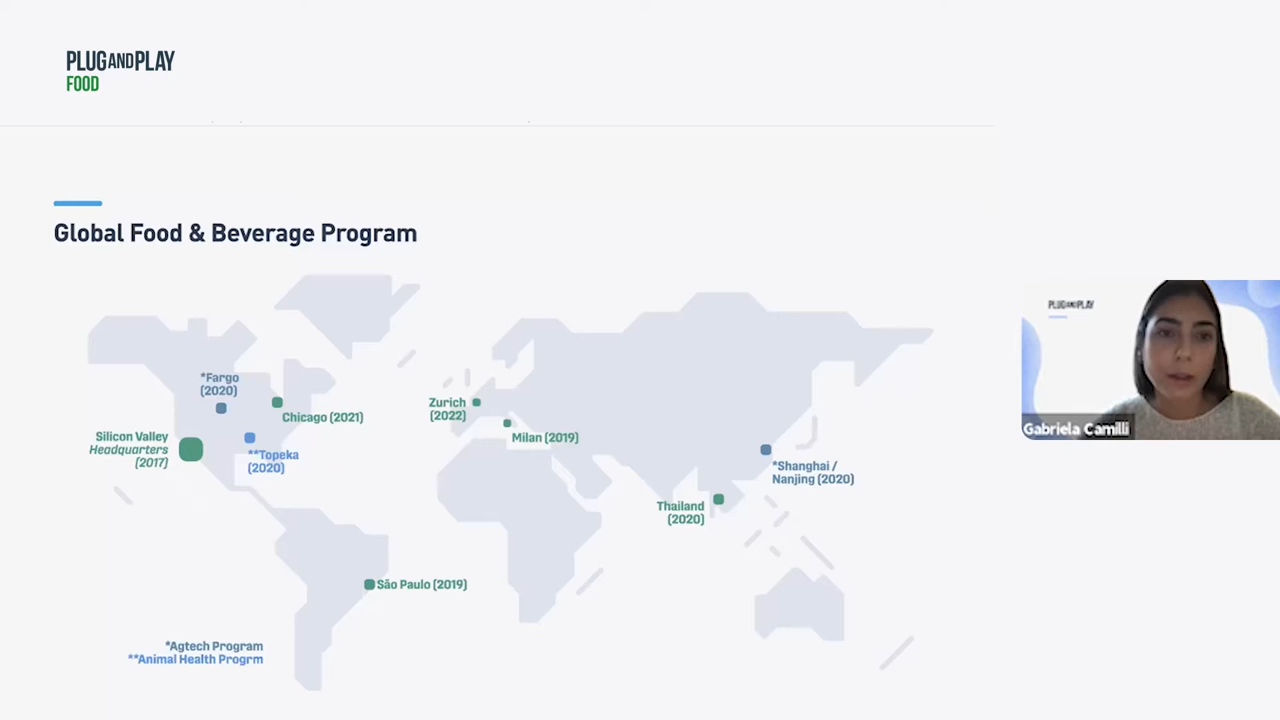 PLUGANDPLAY
FOOD
Global Food & Beverage Program
*Fargo
(2020)
Chicago (2021)
Silicon Valley
Headquarters
(2017)
**Topeka
(2020)
Zurich
(2022)
Milan (2019)
*Shanghai /
Nanjing (2020)
Thailand
(2020)
São Paulo (2019)
*Agtech Program
**Animal Health Progrm
PLUGANDPLAY
Gabriela Camilli